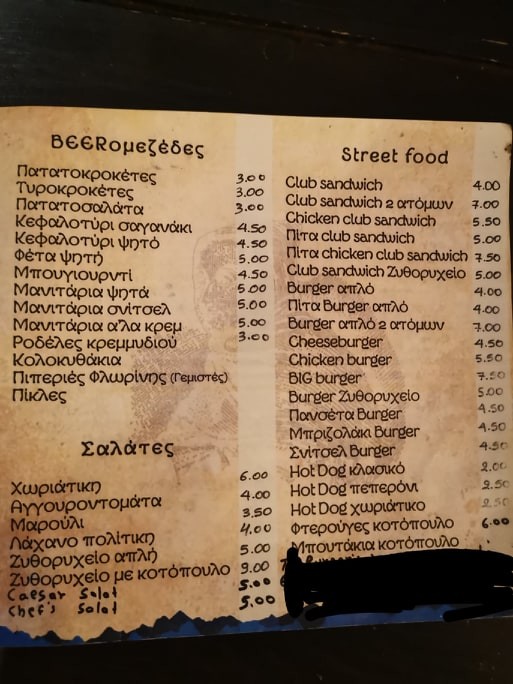 BEERομεζέδες
Πατατοκροκέτες 3.00
Τυροκροκέτες 3.00
Πατατοσαλάτα 3.00
Κεφαλοτύρι σαγανάκι 4.50
Κεφαλοτύρι ψητό 4.50
Φέτα ψητή 5.00
Μπουγιουρντί 4.50
Μανιτάρια ψητά 5.00
Μανιτάρια σνίτσελ 5.00
Μανιτάρια α'λα κρεμ 5.00
Ροδέλες κρεμμυδιού 3.00
Κολοκυθάκια
Πιπεριές Φλωρίνης (Γεμιστές)
Πίκλες
Σαλάτες
Χωριάτικη 6.00
Αγγουροντομάτα 4.00
Μαρούλι 3.50
Λάχανο πολίτικη 4.00
Ζυθορυχείο απλή 5.00
Ζυθορυχείο με κοτόπουλο 9.00
Caesar Salat 5.00
Chef's Salat 5.00
Street food
Club sandwich 4.00
Club sandwich 2 ατόμων 7.00
Chicken club sandwich 5.50
Πίτα club sandwich 5.00
Πίτα chicken club sandwich 7.50
Club sandwich Ζυθορυχείο 5.00
Burger απλό 4.00
Πίτα Burger απλό 4.00
Burger απλό 2 ατόμων 7.00
Cheeseburger 4.50
Chicken burger 5.50
BIG burger 7.50
Burger Ζυθορυχείο 5.00
Πανσέτα Burger 4.50
Μπριζολάκι Burger 4.50
Σνίτσελ Burger 4.50
Hot Dog κλασικό 2.00
Hot Dog πεπερόνι 2.50
Hot Dog χωριάτικο 2.50
Φτερούγες κοτόπουλο 6.00
Μπουτάκια κοτόπουλο